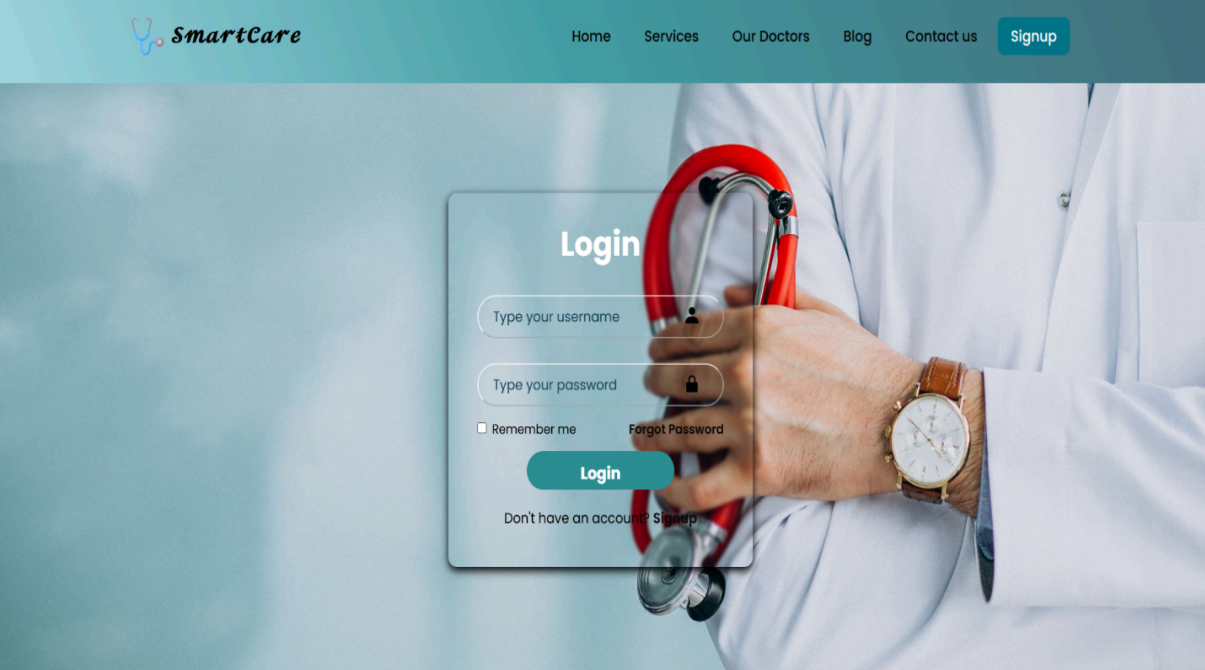 SmartCare
Home Services Our Doctors Blog Contact us Signup
Login
Type your username
Type your password
Remember me Forgot Password
Login
Don't have an account? Signup